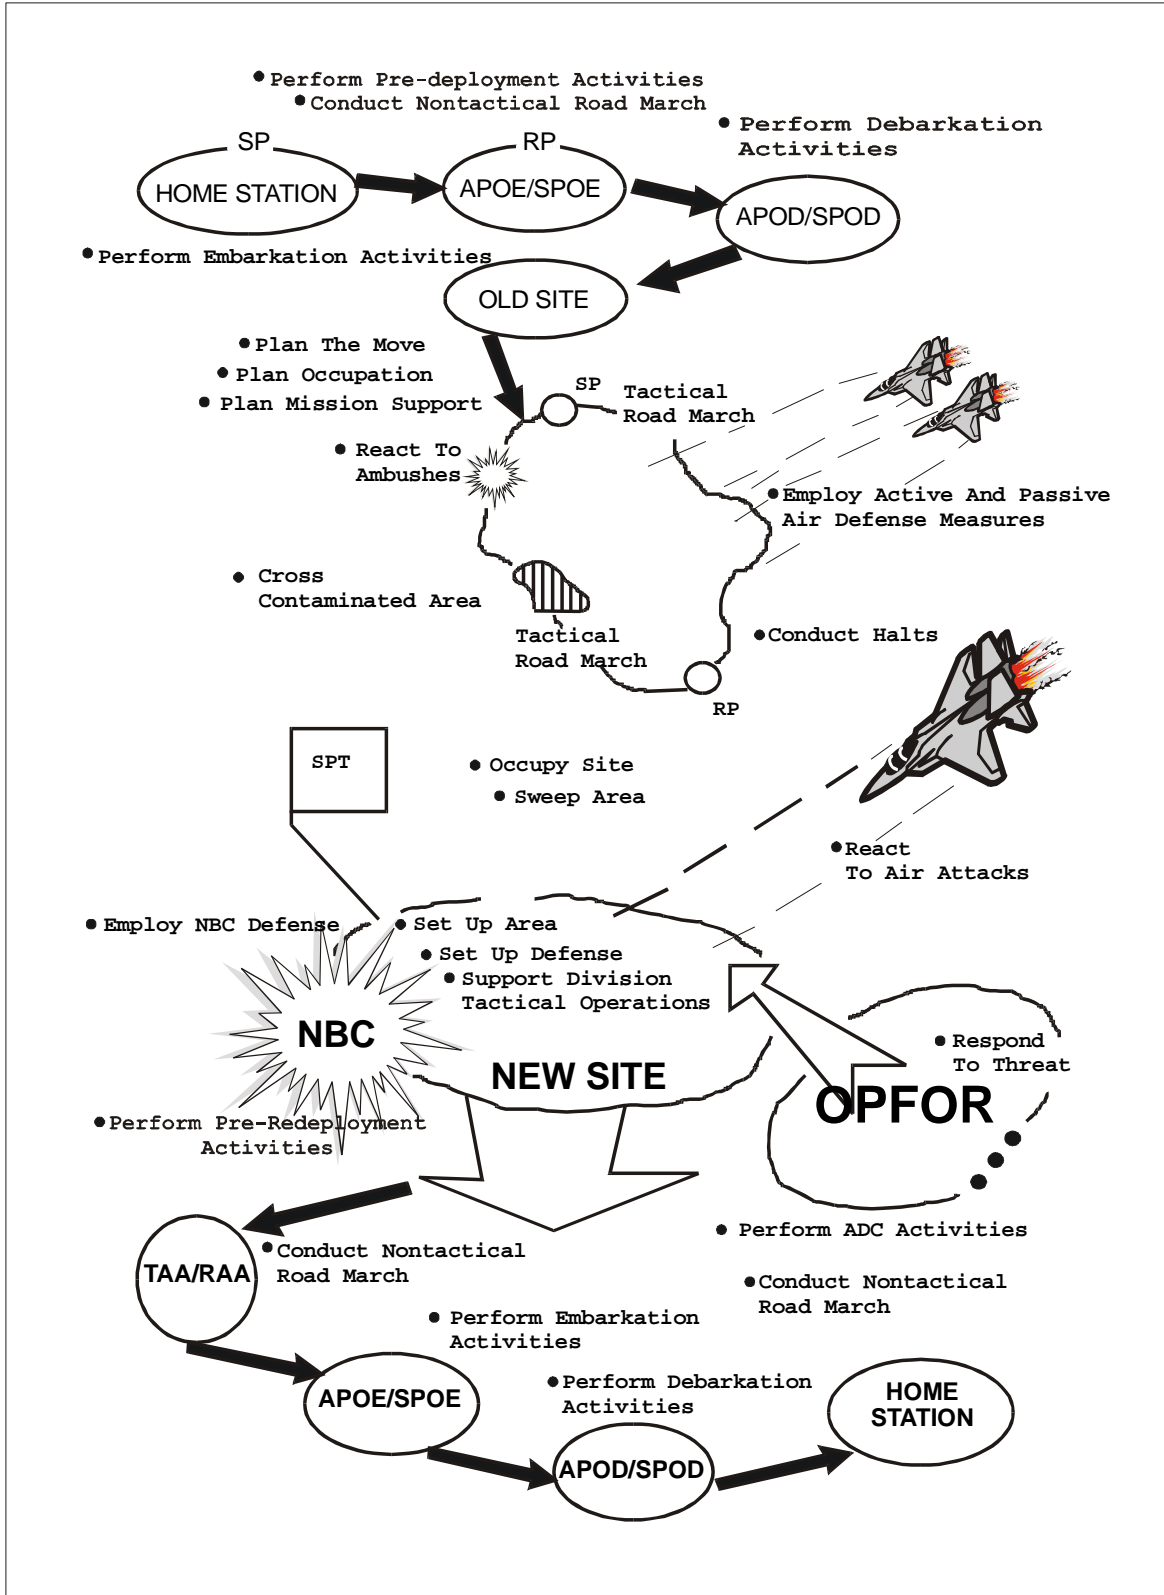 ● Perform Pre-deployment Activities
● Conduct Nontactical Road March
● Perform Debarkation
Activities
SP
RP
HOME STATION
APOE/SPOE
APOD/SPOD
● Perform Embarkation Activities
OLD SITE
● Plan The Move
● Plan Occupation
● Plan Mission Support
SP
Tactical
Road March
● React To
Ambushes
● Employ Active And Passive
Air Defense Measures
● Cross
Contaminated Area
Tactical
Road March
● Conduct Halts
RP
SPT
● Occupy Site
● Sweep Area
● React
To Air Attacks
● Employ NBC Defense
● Set Up Area
● Set Up Defense
● Support Division
Tactical Operations
NBC
NEW SITE
● Respond
To Threat
OPFOR
● Perform Pre-Redeployment
Activities
● Perform ADC Activities
TAA/RAA
● Conduct Nontactical
Road March
● Conduct Nontactical
Road March
● Perform Embarkation
Activities
APOE/SPOE
● Perform Debarkation
Activities
HOME
STATION
APOD/SPOD